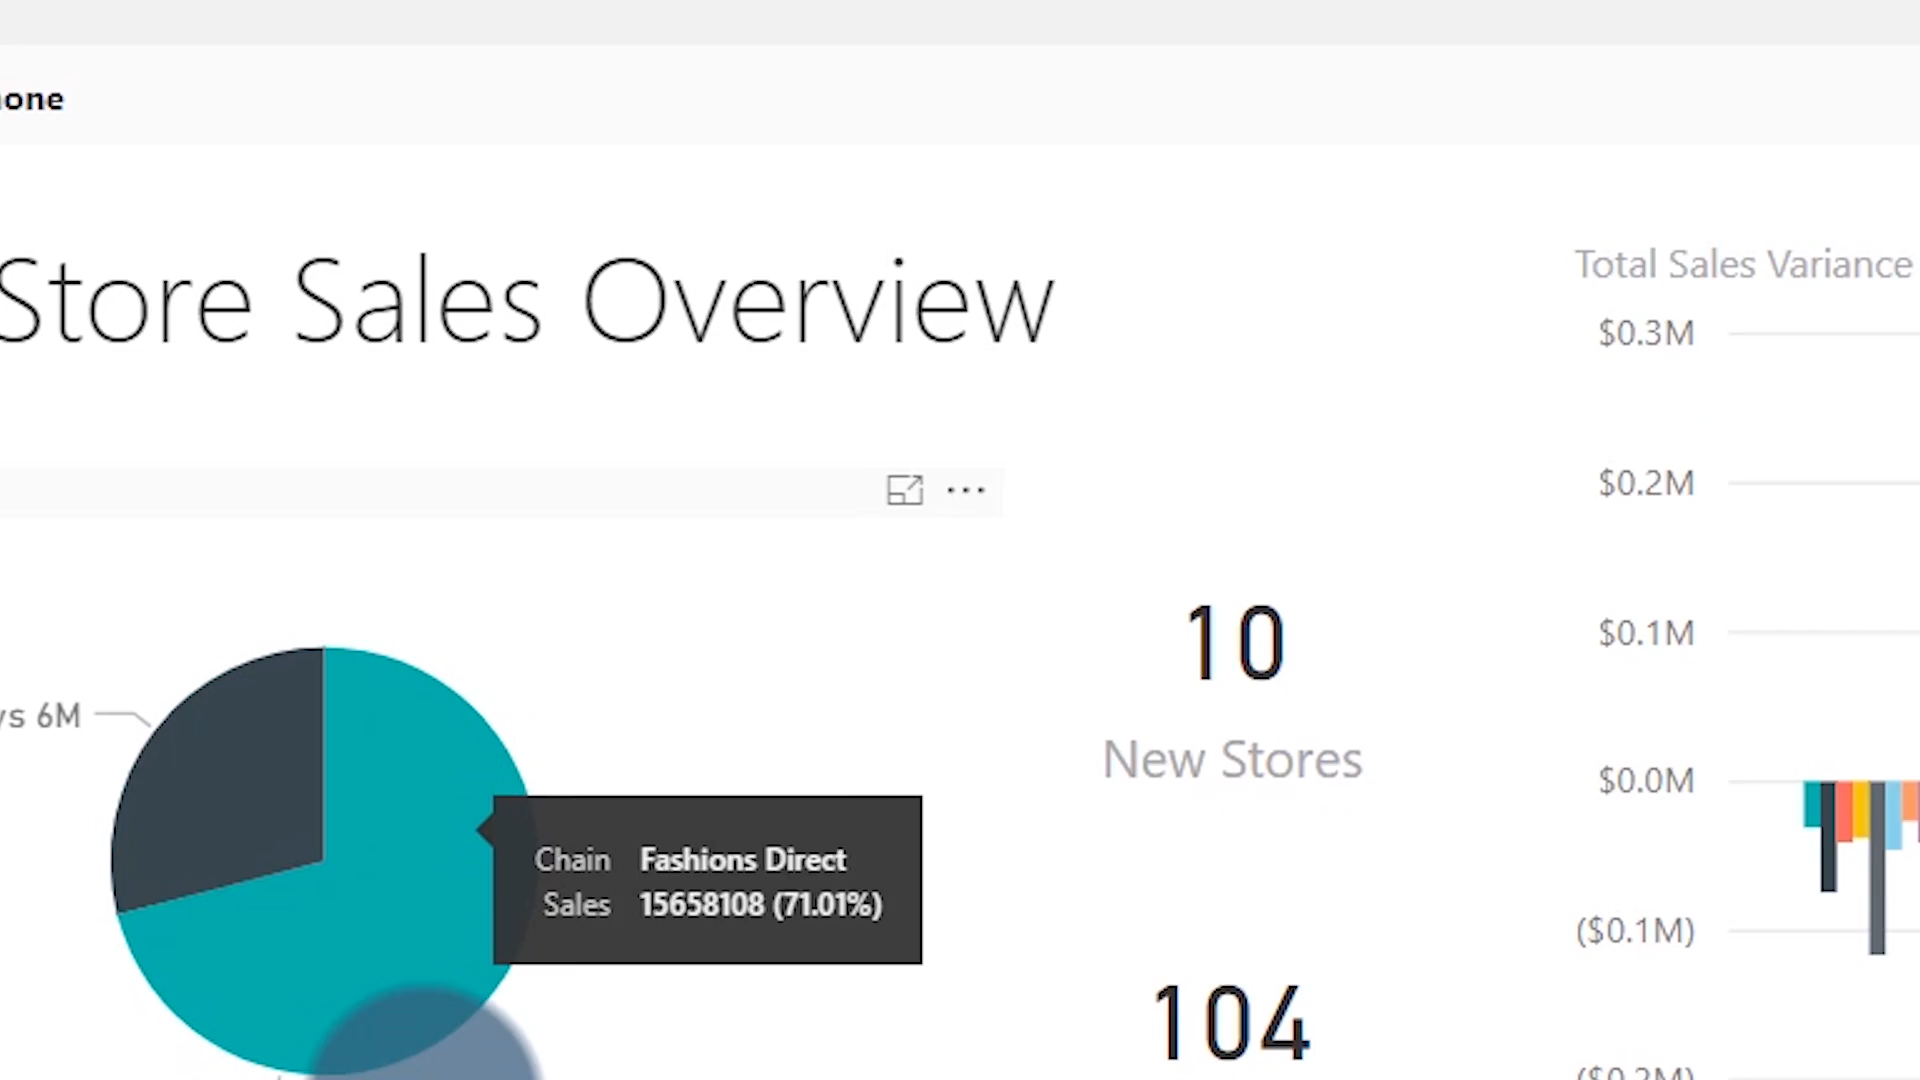 Store Sales Overview
Total Sales Variance
$0.3M
$0.2M
$0.1M
$0.0M
($0.1M)
6M
Chain Fashions Direct
Sales 15658108 (71.01%)
10
New Stores
104